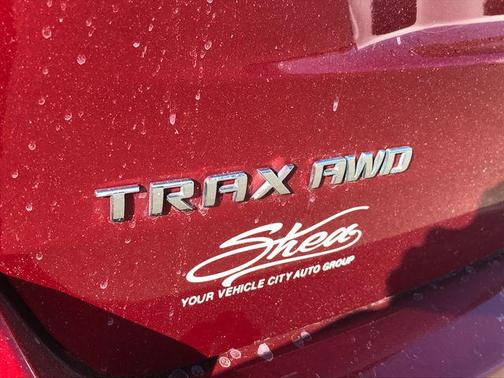 TRAX AWD
Shea
YOUR VEHICLE CITY AUTO GROUP